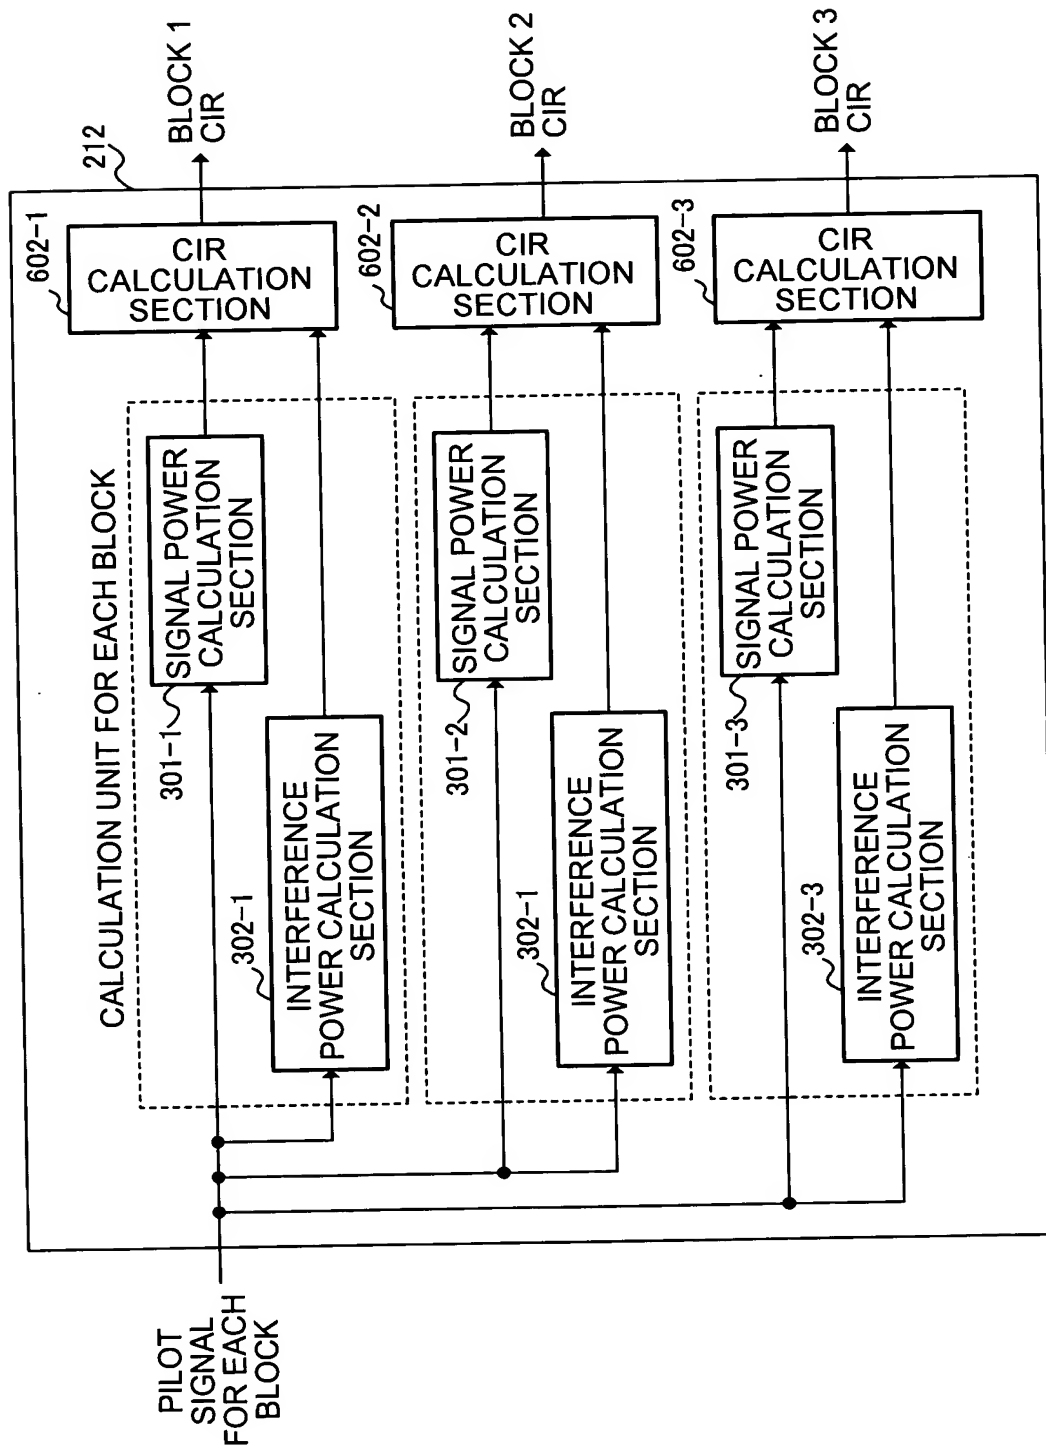 212
CALCULATION UNIT FOR EACH BLOCK
PILOT
SIGNAL
FOR EACH
BLOCK
301-1
SIGNAL POWER
CALCULATION
SECTION
302-1
INTERFERENCE
POWER CALCULATION
SECTION
602-1
CIR
CALCULATION
SECTION
BLOCK 1
CIR
301-2
SIGNAL POWER
CALCULATION
SECTION
302-1
INTERFERENCE
POWER CALCULATION
SECTION
602-2
CIR
CALCULATION
SECTION
BLOCK 2
CIR
301-3
SIGNAL POWER
CALCULATION
SECTION
302-3
INTERFERENCE
POWER CALCULATION
SECTION
602-3
CIR
CALCULATION
SECTION
BLOCK 3
CIR